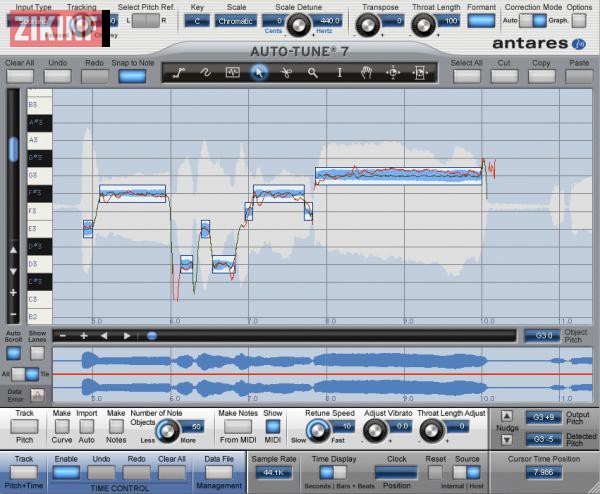 Input Type
Tracking
Select Pitch Ref.
Key
Scale
Scale Detune
Transpose
Throat Length
Formant
Correction Mode
Options
ZIKINF
Soprano
L
R
C
Chromatic
0
440.0
0
100
Auto
Graph.
Cents
Hertz
antares
AUTO-TUNE® 7
Clear All
Undo
Redo
Snap to Note
Select All
Cut
Copy
Paste
B3
A#3
A3
G#3
G3
F#3
F3
E3
D#3
D3
C#3
C3
B2
5.0
6.0
7.0
8.0
9.0
10.0
1.0
Auto Scroll
Show Lanes
G3 0
Object Pitch
All
Tie
Data Error
Track
Pitch
Make
Curve
Import
Auto
Make
Notes
Number of Note Objects
50
Less
More
Make Notes
From MIDI
Show
MIDI
Retune Speed
10
Slow
Fast
Adjust Vibrato
0.0
Throat Length Adjust
0.0
Nudge
G3 +9
Output Pitch
G3 -5
Detected Pitch
Track
Pitch+Time
Enable
Undo
Redo
Clear All
TIME CONTROL
Data File
Management
Sample Rate
44.1K
Time Display
Seconds | Bars + Beats
Clock
Position
Reset
Source
Internal | Host
Cursor Time Position
7.966